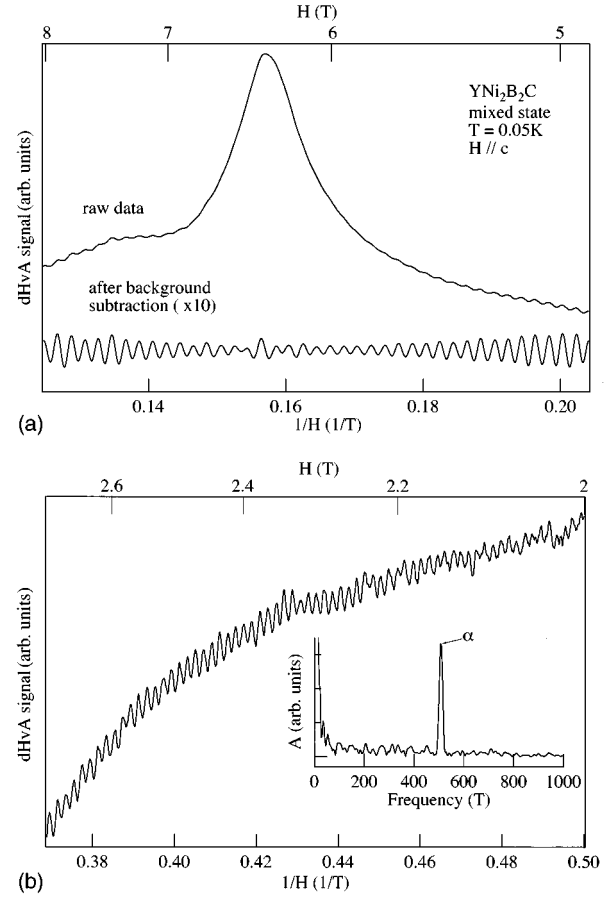 (a)
H (T)
8 7 6 5
YNi₂B₂C
mixed state
T = 0.05K
H // c
dHvA signal (arb. units)
raw data
after background
subtraction ( x10)
0.14 0.16 0.18 0.20
1/H (1/T)
(b)
H (T)
2.6 2.4 2.2 2
dHvA signal (arb. units)
α
A (arb. units)
0 200 400 600 800 1000
Frequency (T)
0.38 0.40 0.42 0.44 0.46 0.48 0.50
1/H (1/T)